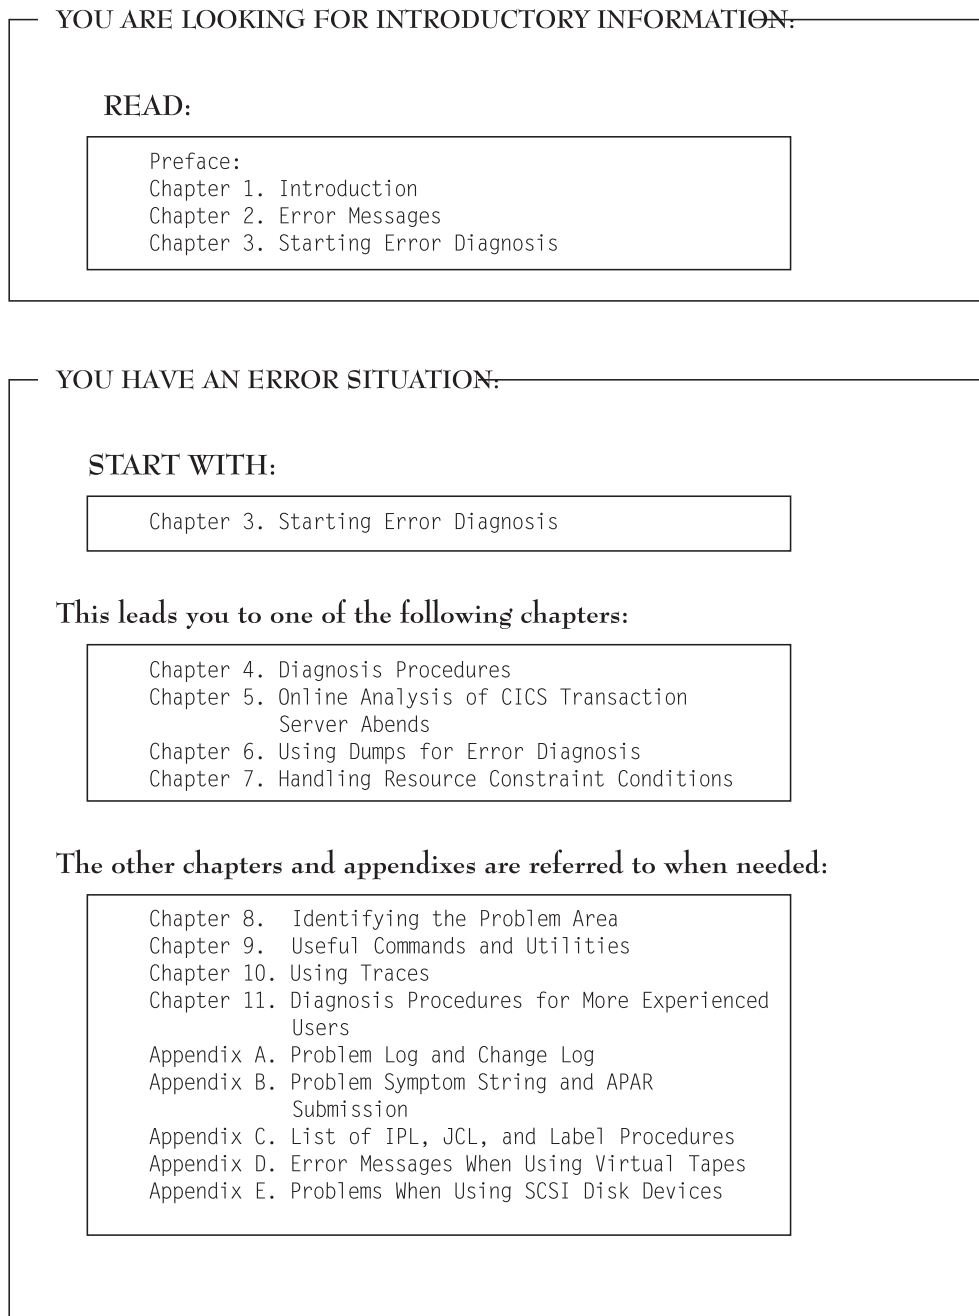 YOU ARE LOOKING FOR INTRODUCTORY INFORMATION:
READ:
Preface:
Chapter 1. Introduction
Chapter 2. Error Messages
Chapter 3. Starting Error Diagnosis
YOU HAVE AN ERROR SITUATION:
START WITH:
Chapter 3. Starting Error Diagnosis
This leads you to one of the following chapters:
Chapter 4. Diagnosis Procedures
Chapter 5. Online Analysis of CICS Transaction
Server Abends
Chapter 6. Using Dumps for Error Diagnosis
Chapter 7. Handling Resource Constraint Conditions
The other chapters and appendixes are referred to when needed:
Chapter 8. Identifying the Problem Area
Chapter 9. Useful Commands and Utilities
Chapter 10. Using Traces
Chapter 11. Diagnosis Procedures for More Experienced
Users
Appendix A. Problem Log and Change Log
Appendix B. Problem Symptom String and APAR
Submission
Appendix C. List of IPL, JCL, and Label Procedures
Appendix D. Error Messages When Using Virtual Tapes
Appendix E. Problems When Using SCSI Disk Devices